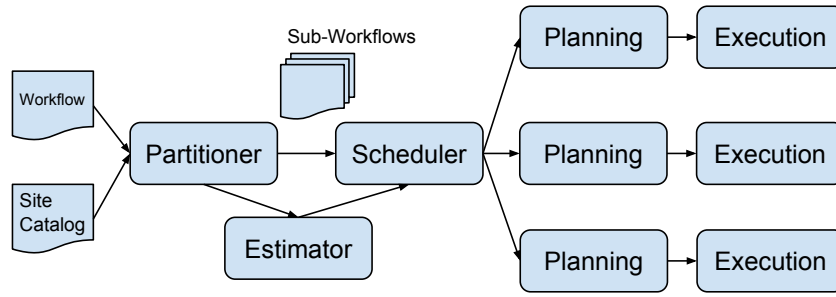 Sub-Workflows
Planning
Execution
Workflow
Partitioner
Scheduler
Planning
Execution
Site
Catalog
Estimator
Planning
Execution